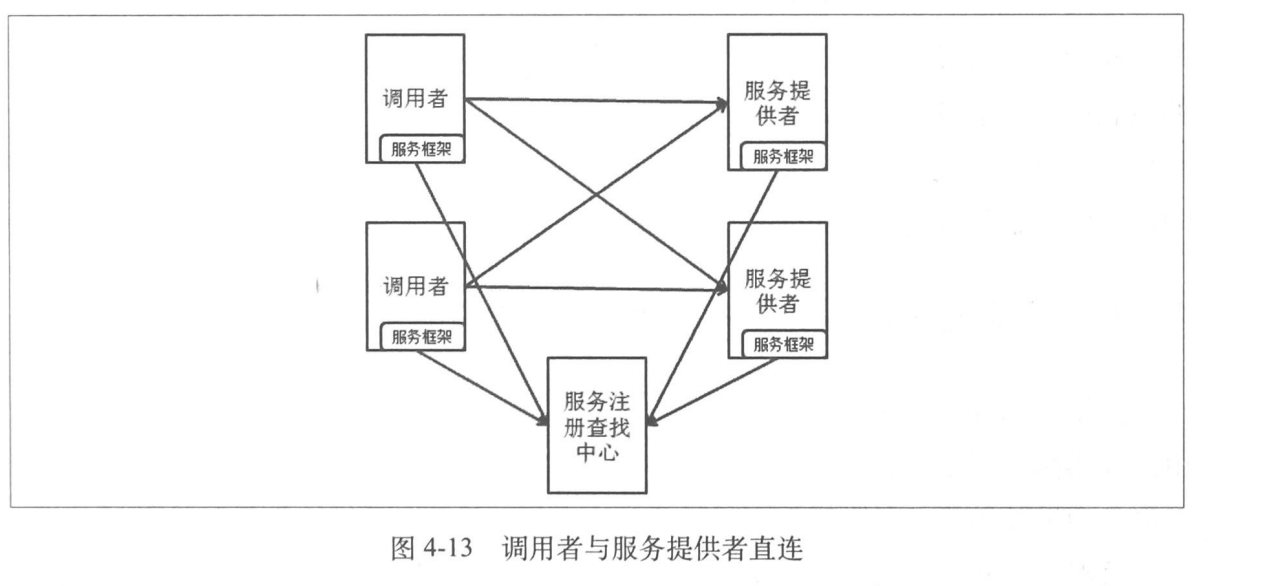 调用者
服务框架
服务提
供者
服务框架
调用者
服务框架
服务提
供者
服务框架
服务注
册查找
中心
图 4-13 调用者与服务提供者直连